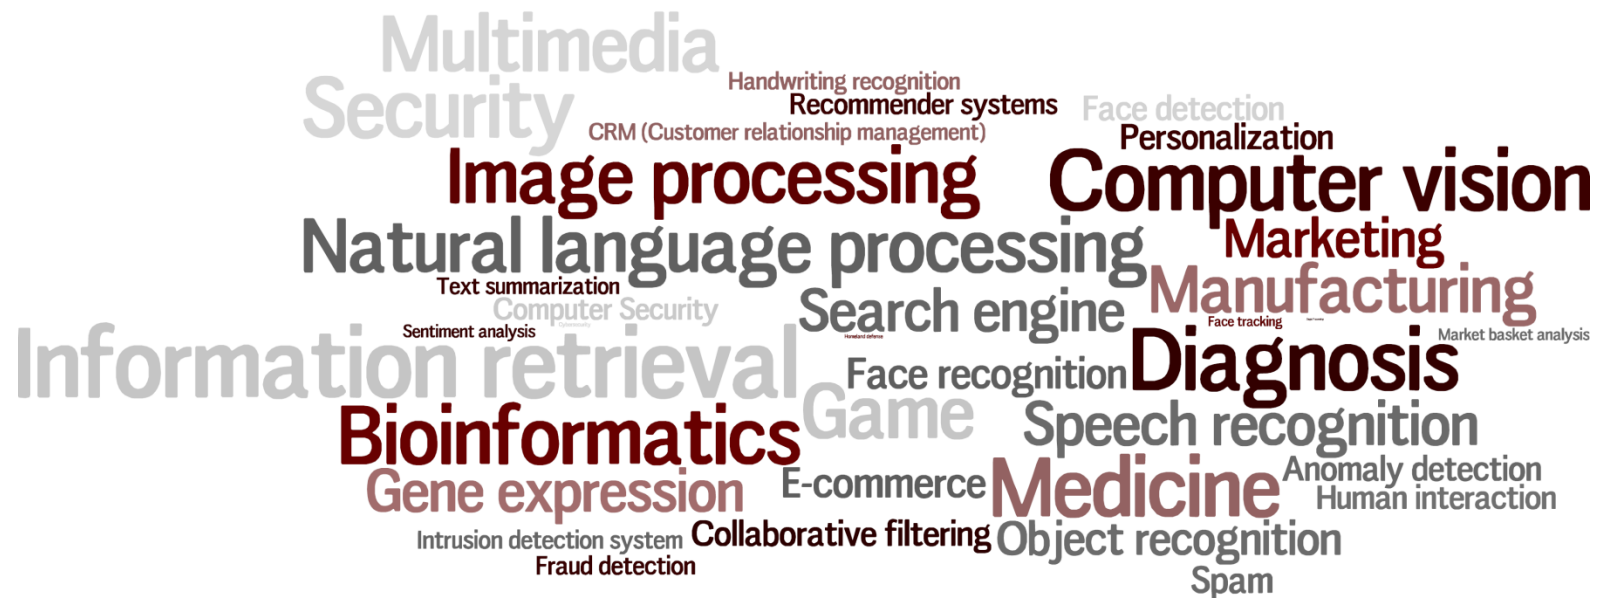 Multimedia
Handwriting recognition
Security
Recommender systems
Face detection
CRM (Customer relationship management)
Personalization
Image processing
Computer vision
Natural language processing
Marketing
Text summarization
Manufacturing
Computer Security
Search engine
Cybersecurity
Sentiment analysis
Homeland defense
Face tracking
Market basket analysis
Information retrieval
Face recognition
Diagnosis
Game
Speech recognition
Bioinformatics
Gene expression
E-commerce
Medicine
Anomaly detection
Human interaction
Intrusion detection system
Collaborative filtering
Object recognition
Fraud detection
Spam